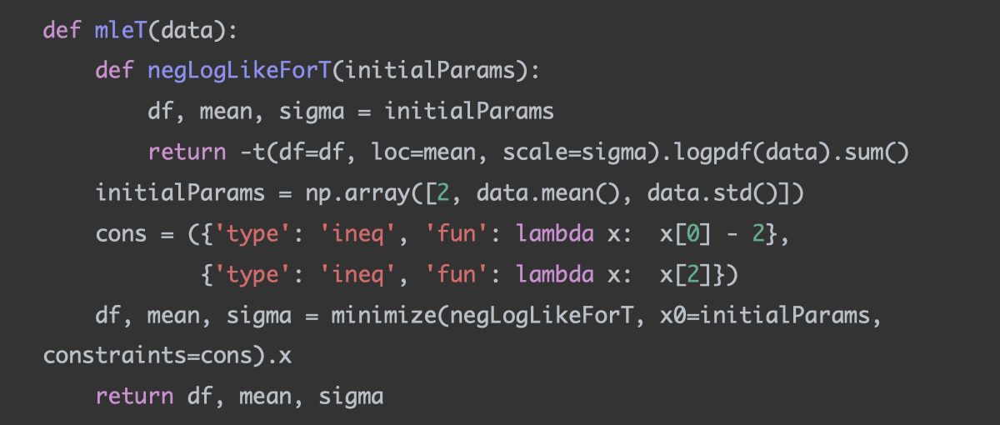 def mleT(data):
    def negLogLikeForT(initialParams):
        df, mean, sigma = initialParams
        return -t(df=df, loc=mean, scale=sigma).logpdf(data).sum()
    initialParams = np.array([2, data.mean(), data.std()])
    cons = ({'type': 'ineq', 'fun': lambda x:  x[0] - 2},
            {'type': 'ineq', 'fun': lambda x:  x[2]})
    df, mean, sigma = minimize(negLogLikeForT, x0=initialParams,
constraints=cons).x
    return df, mean, sigma